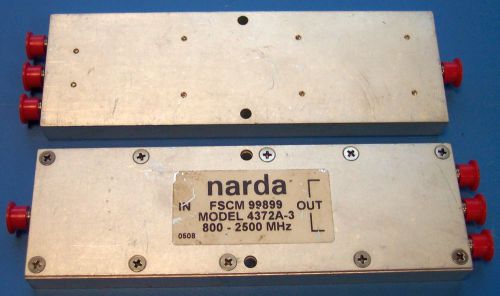 narda
IN FSCM 99899 OUT
MODEL 4372A-3
800 - 2500 MHz
0508